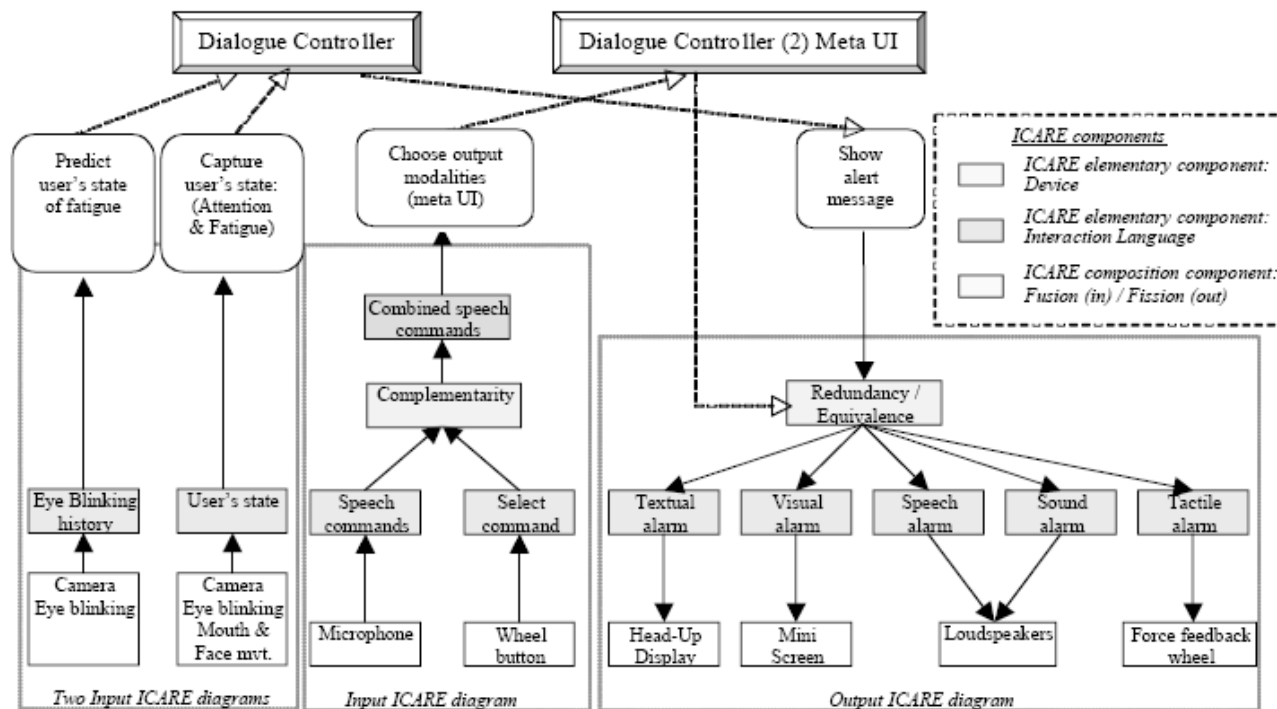 Dialogue Controller
Dialogue Controller (2) Meta UI
Predict
user's state
of fatigue
Capture
user's state:
(Attention
& Fatigue)
Choose output
modalities
(meta UI)
Show
alert
message
ICARE components
ICARE elementary component:
Device
ICARE elementary component:
Interaction Language
ICARE composition component:
Fusion (in) / Fission (out)
Combined speech
commands
Complementarity
Redundancy /
Equivalence
Eye Blinking
history
User's state
Speech
commands
Select
command
Textual
alarm
Visual
alarm
Speech
alarm
Sound
alarm
Tactile
alarm
Camera
Eye blinking
Camera
Eye blinking
Mouth &
Face mvt.
Microphone
Wheel
button
Head-Up
Display
Mini
Screen
Loudspeakers
Force feedback
wheel
Two Input ICARE diagrams
Input ICARE diagram
Output ICARE diagram